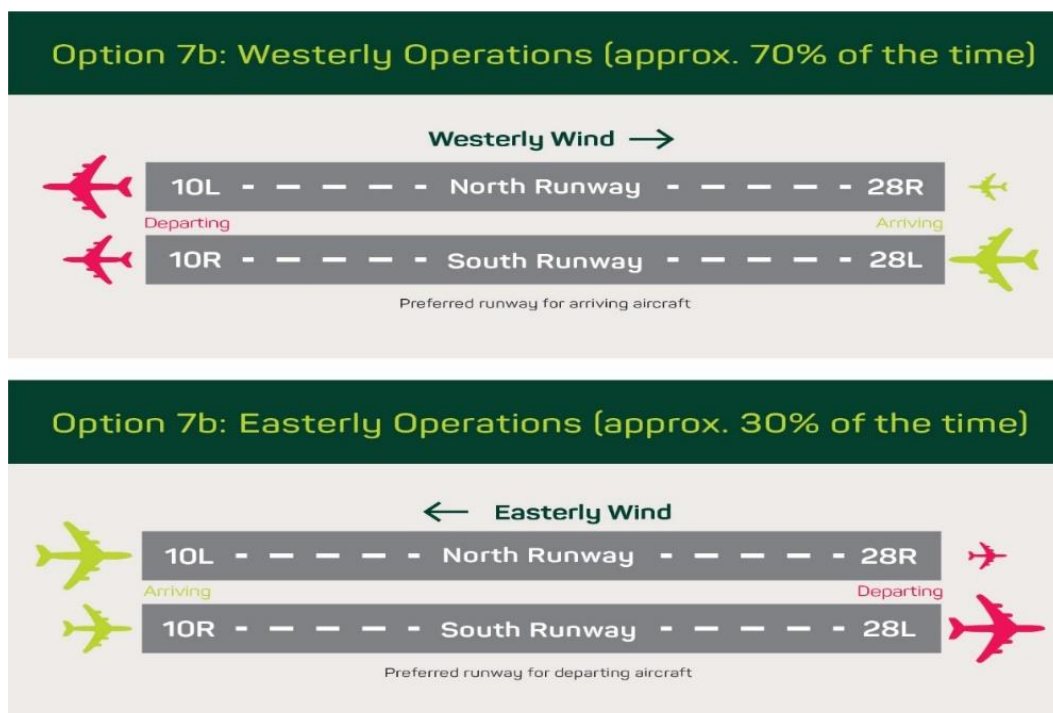 Option 7b: Westerly Operations (approx. 70% of the time)
Westerly Wind →
10L North Runway 28R
Departing Arriving
10R South Runway 28L
Preferred runway for arriving aircraft
Option 7b: Easterly Operations (approx. 30% of the time)
← Easterly Wind
10L North Runway 28R
Arriving Departing
10R South Runway 28L
Preferred runway for departing aircraft